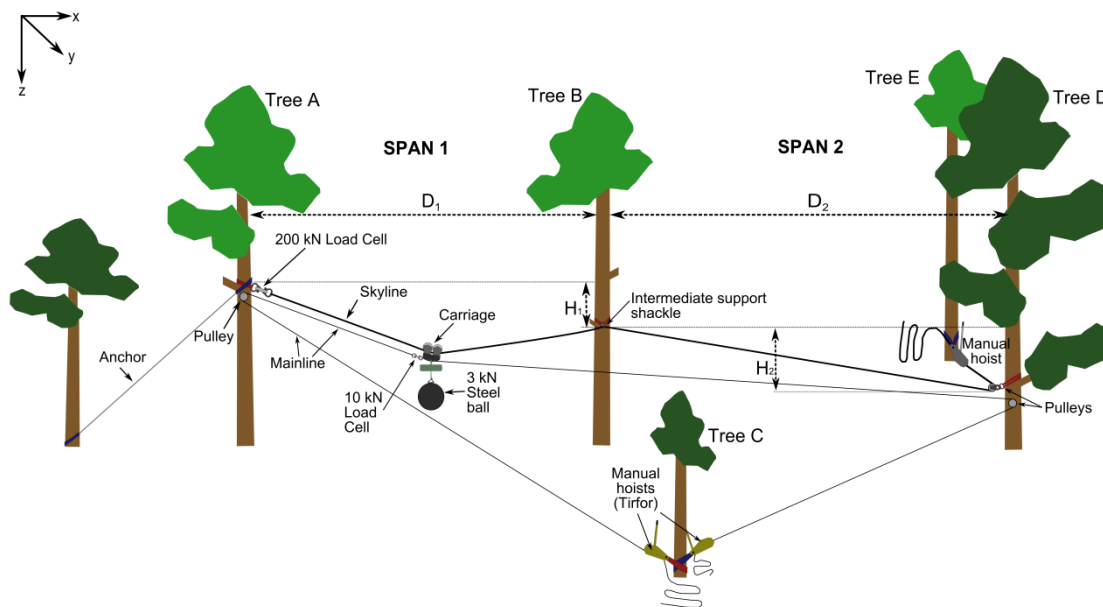 x
y
z
Tree A
Tree B
Tree E
Tree D
SPAN 1
SPAN 2
D1
D2
200 kN Load Cell
Skyline
H1
Intermediate support
shackle
Carriage
Pulley
Manual
hoist
Anchor
Mainline
H2
3 kN
Steel
ball
10 kN
Load
Cell
Pulleys
Tree C
Manual
hoists
(Tirfor)